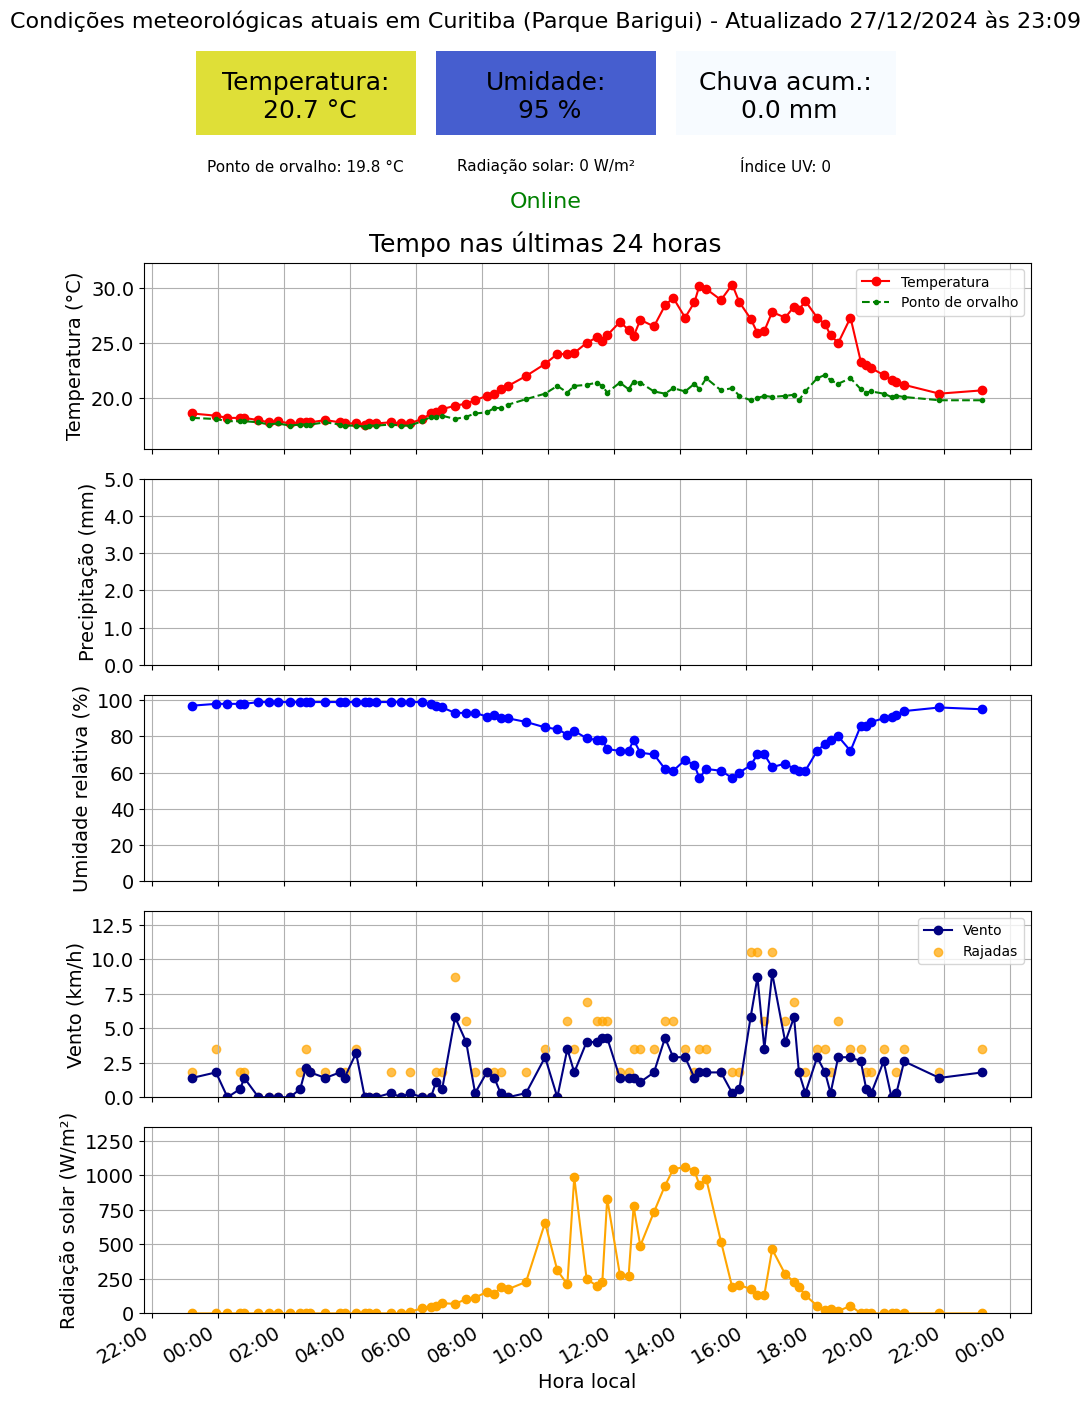 Condições meteorológicas atuais em Curitiba (Parque Barigui) - Atualizado 27/12/2024 às 23:09
Temperatura:
20.7 °C
Umidade:
95 %
Chuva acum.:
0.0 mm
Ponto de orvalho: 19.8 °C
Radiação solar: 0 W/m²
Índice UV: 0
Online
Tempo nas últimas 24 horas
Temperatura (°C)
30.0
25.0
20.0
Temperatura
Ponto de orvalho
Precipitação (mm)
5.0
4.0
3.0
2.0
1.0
0.0
Umidade relativa (%)
100
80
60
40
20
0
Vento (km/h)
12.5
10.0
7.5
5.0
2.5
0.0
Vento
Rajadas
Radiação solar (W/m²)
1250
1000
750
500
250
0
22:00
00:00
02:00
04:00
06:00
08:00
10:00
12:00
14:00
16:00
18:00
20:00
22:00
00:00
Hora local